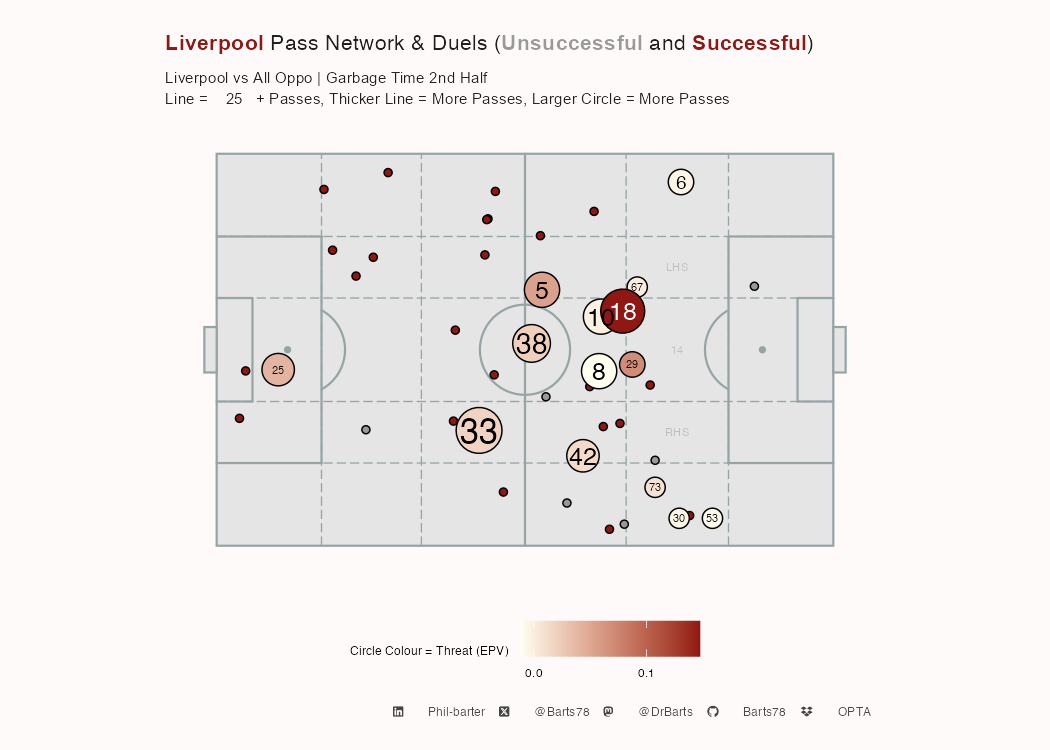 Liverpool Pass Network & Duels (Unsuccessful and Successful)
Liverpool vs All Oppo | Garbage Time 2nd Half
Line = 25 + Passes, Thicker Line = More Passes, Larger Circle = More Passes
6
LHS
67
5
10
18
38
14
29
25
8
33
RHS
42
73
30
53
Circle Colour = Threat (EPV)
0.0 0.1
Phil-barter @Barts78 @DrBarts Barts78 OPTA